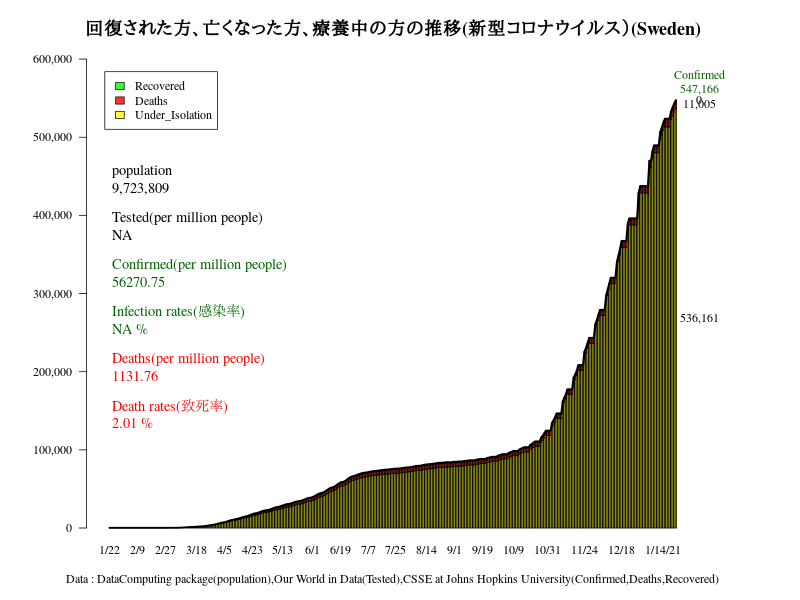 回復された方、亡くなった方、療養中の方の推移(新型コロナウイルス)(Sweden)
600,000
500,000
400,000
300,000
200,000
100,000
0
Recovered
Deaths
Under_Isolation
population
9,723,809
Tested(per million people)
NA
Confirmed(per million people)
56270.75
Infection rates(感染率)
NA %
Deaths(per million people)
1131.76
Death rates(致死率)
2.01 %
Confirmed
547,166
0
11,005
536,161
1/22 2/9 2/27 3/18 4/5 4/23 5/13 6/1 6/19 7/7 7/25 8/14 9/1 9/19 10/9 10/31 11/24 12/18 1/14/21
Data : DataComputing package(population),Our World in Data(Tested),CSSE at Johns Hopkins University(Confirmed,Deaths,Recovered)